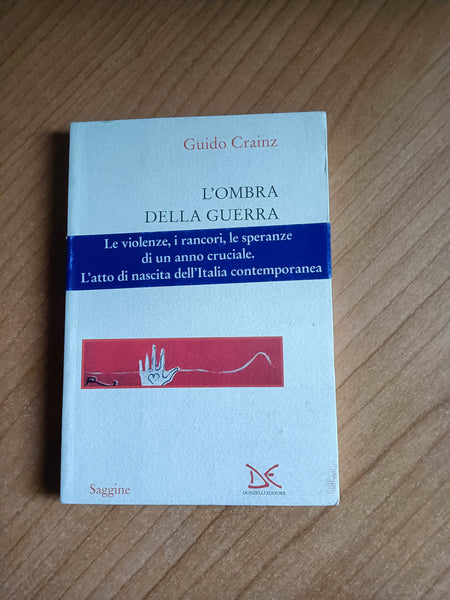 Guido Crainz
L'OMBRA
DELLA GUERRA
Le violenze, i rancori, le speranze
di un anno cruciale.
L'atto di nascita dell'Italia contemporanea
Saggine
DONZELLI EDITORE